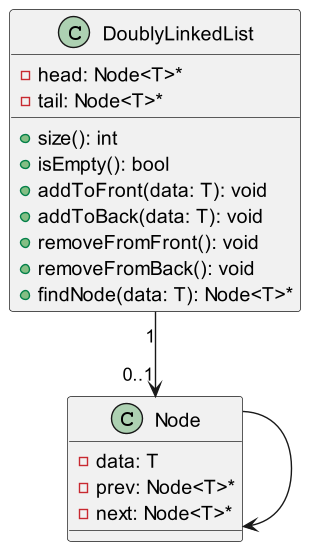 C DoublyLinkedList
head: Node<T>*
tail: Node<T>*
size(): int
isEmpty(): bool
addToFront(data: T): void
addToBack(data: T): void
removeFromFront(): void
removeFromBack(): void
findNode(data: T): Node<T>*
1
0..1
C Node
data: T
prev: Node<T>*
next: Node<T>*